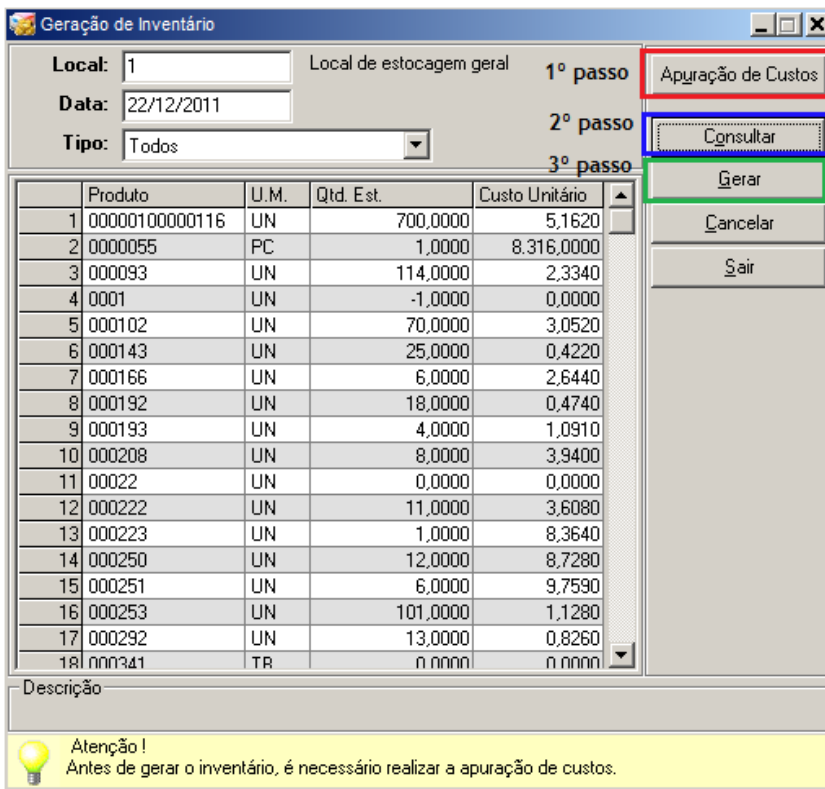 Geração de Inventário
Local: 1 Local de estocagem geral 1º passo Apuração de Custos
Data: 22/12/2011
2º passo Consultar
Tipo: Todos
3º passo Gerar
Cancelar
Sair
Produto U.M. Qtd. Est. Custo Unitário
1 00000100000116 UN 700,0000 5,1620
2 0000055 PC 1,0000 8.316,0000
3 000093 UN 114,0000 2,3340
4 0001 UN -1,0000 0,0000
5 000102 UN 70,0000 3,0520
6 000143 UN 25,0000 0,4220
7 000166 UN 6,0000 2,6440
8 000192 UN 18,0000 0,4740
9 000193 UN 4,0000 1,0910
10 000208 UN 8,0000 3,9400
11 00022 UN 0,0000 0,0000
12 000222 UN 11,0000 3,6080
13 000223 UN 1,0000 8,3640
14 000250 UN 12,0000 8,7280
15 000251 UN 6,0000 9,7590
16 000253 UN 101,0000 1,1280
17 000292 UN 13,0000 0,8260
18 000341 TR 0,0000 0,0000
Descrição
Atenção !
Antes de gerar o inventário, é necessário realizar a apuração de custos.